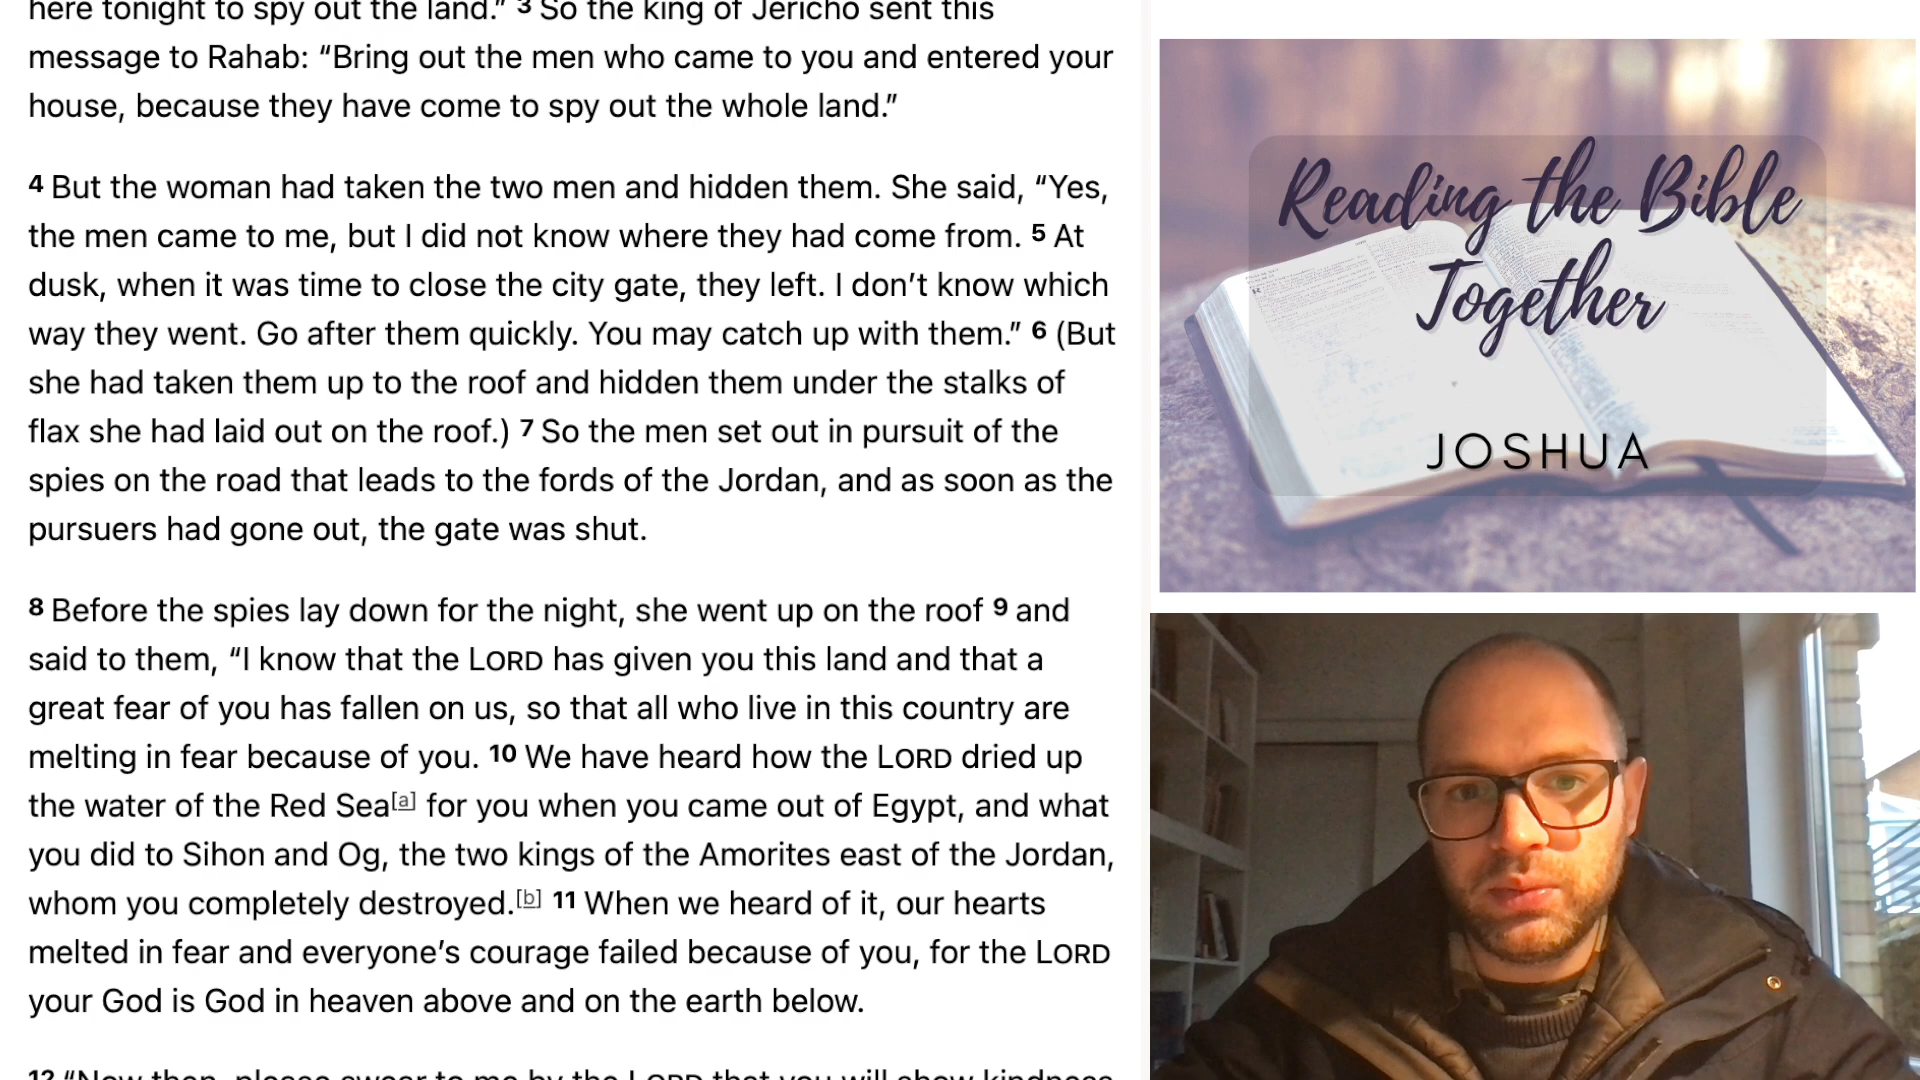 here tonight to spy out the land.” 3 So the king of Jericho sent this
message to Rahab: “Bring out the men who came to you and entered your
house, because they have come to spy out the whole land.”
4 But the woman had taken the two men and hidden them. She said, “Yes,
the men came to me, but I did not know where they had come from. 5 At
dusk, when it was time to close the city gate, they left. I don’t know which
way they went. Go after them quickly. You may catch up with them.” 6 (But
she had taken them up to the roof and hidden them under the stalks of
flax she had laid out on the roof.) 7 So the men set out in pursuit of the
spies on the road that leads to the fords of the Jordan, and as soon as the
pursuers had gone out, the gate was shut.
8 Before the spies lay down for the night, she went up on the roof 9 and
said to them, “I know that the LORD has given you this land and that a
great fear of you has fallen on us, so that all who live in this country are
melting in fear because of you. 10 We have heard how the LORD dried up
the water of the Red Sea[a] for you when you came out of Egypt, and what
you did to Sihon and Og, the two kings of the Amorites east of the Jordan,
whom you completely destroyed.[b] 11 When we heard of it, our hearts
melted in fear and everyone’s courage failed because of you, for the LORD
your God is God in heaven above and on the earth below.
12 “Now then, please swear to me by the LORD that you will show kindness
Reading the Bible
Together
JOSHUA